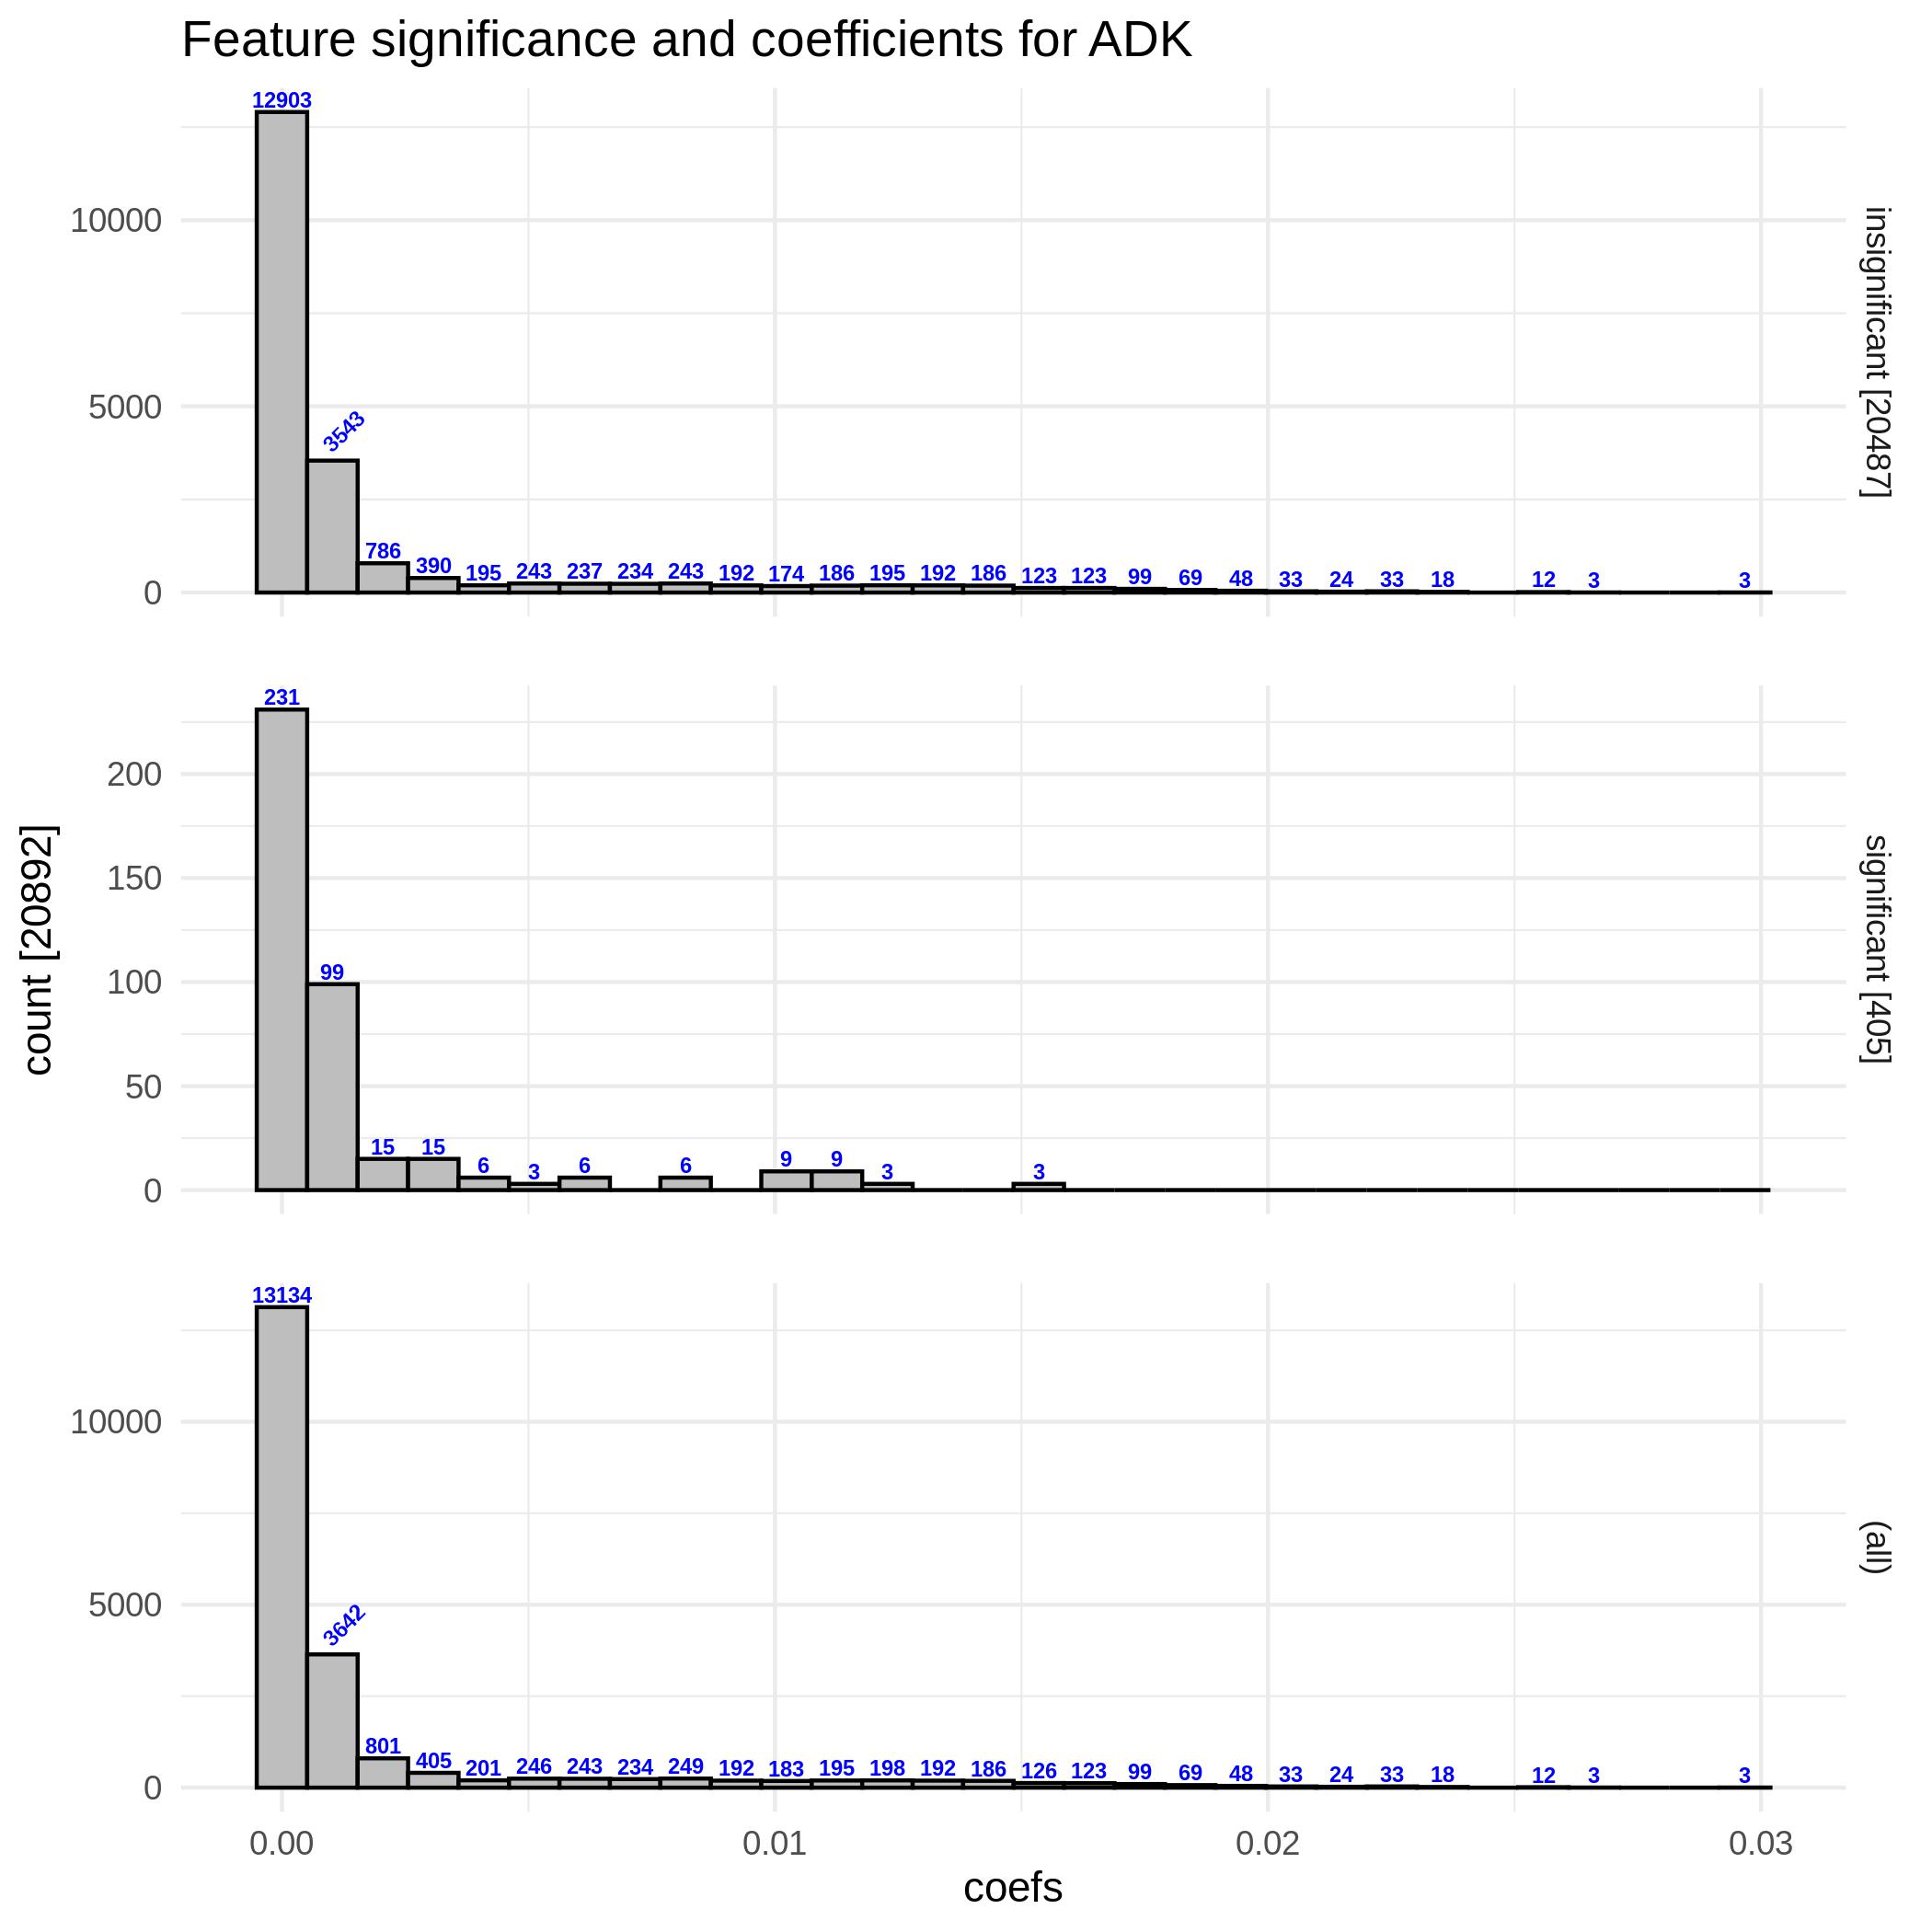 Feature significance and coefficients for ADK
12903
10000
5000
0
3543
786 390 195 243 237 234 243 192 174 186 195 192 186 123 123 99 69 48 33 24 33 18 12 3 3
insignificant [20487]
count [20892]
231
200
150
100
50
0
99
15 15 6 3 6 6 9 9 3 3
significant [405]
13134
10000
5000
0
3642
801 405 201 246 243 234 249 192 183 195 198 192 186 126 123 99 69 48 33 24 33 18 12 3 3
(all)
0.00 0.01 0.02 0.03
coefs